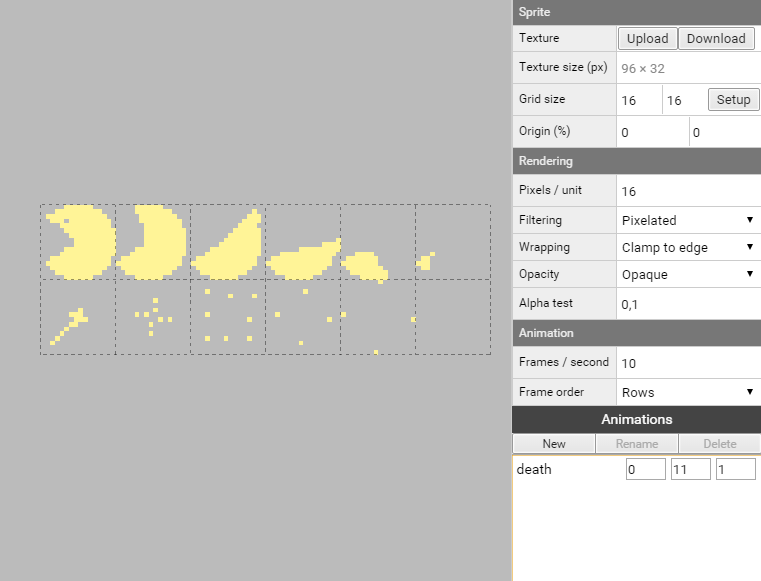 Sprite
Texture Upload Download
Texture size (px) 96 × 32
Grid size 16 16 Setup
Origin (%) 0 0
Rendering
Pixels / unit 16
Filtering Pixelated
Wrapping Clamp to edge
Opacity Opaque
Alpha test 0,1
Animation
Frames / second 10
Frame order Rows
Animations
New Rename Delete
death 0 11 1